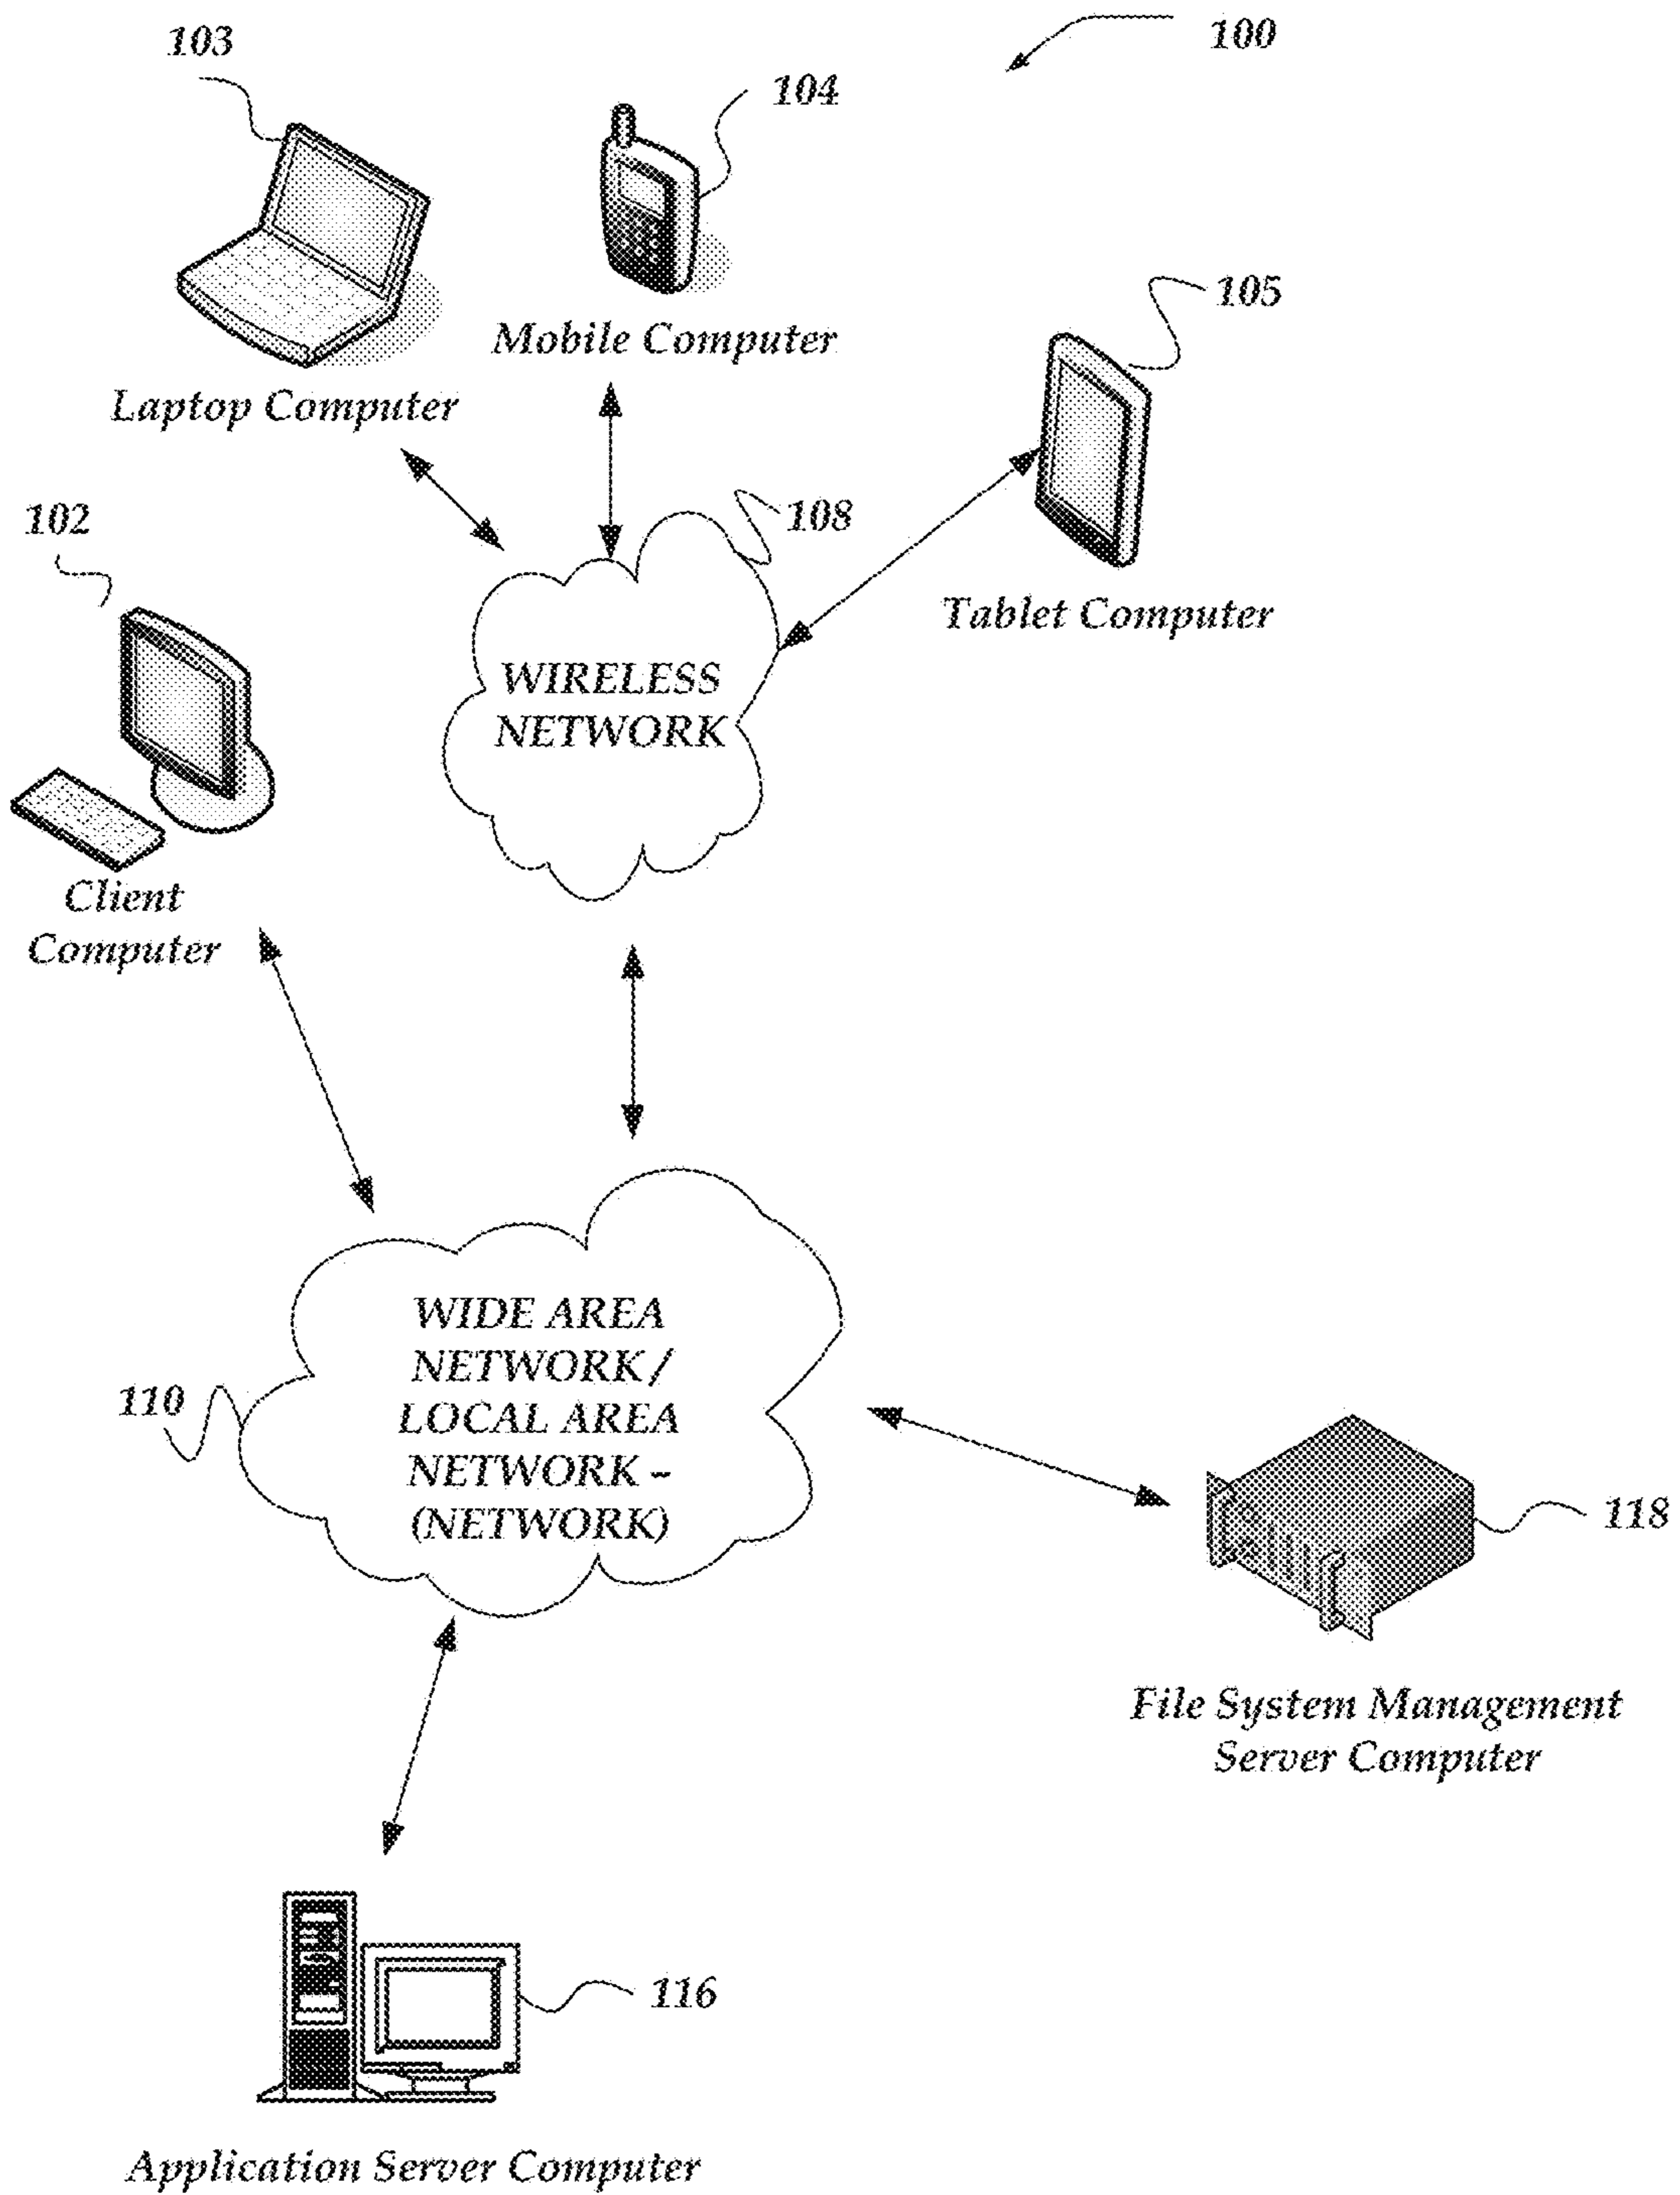 100
103
104
Mobile Computer
105
Laptop Computer
102
108
Tablet Computer
WIRELESS
NETWORK
Client
Computer
WIDE AREA
NETWORK /
LOCAL AREA
NETWORK –
(NETWORK)
110
118
File System Management
Server Computer
116
Application Server Computer